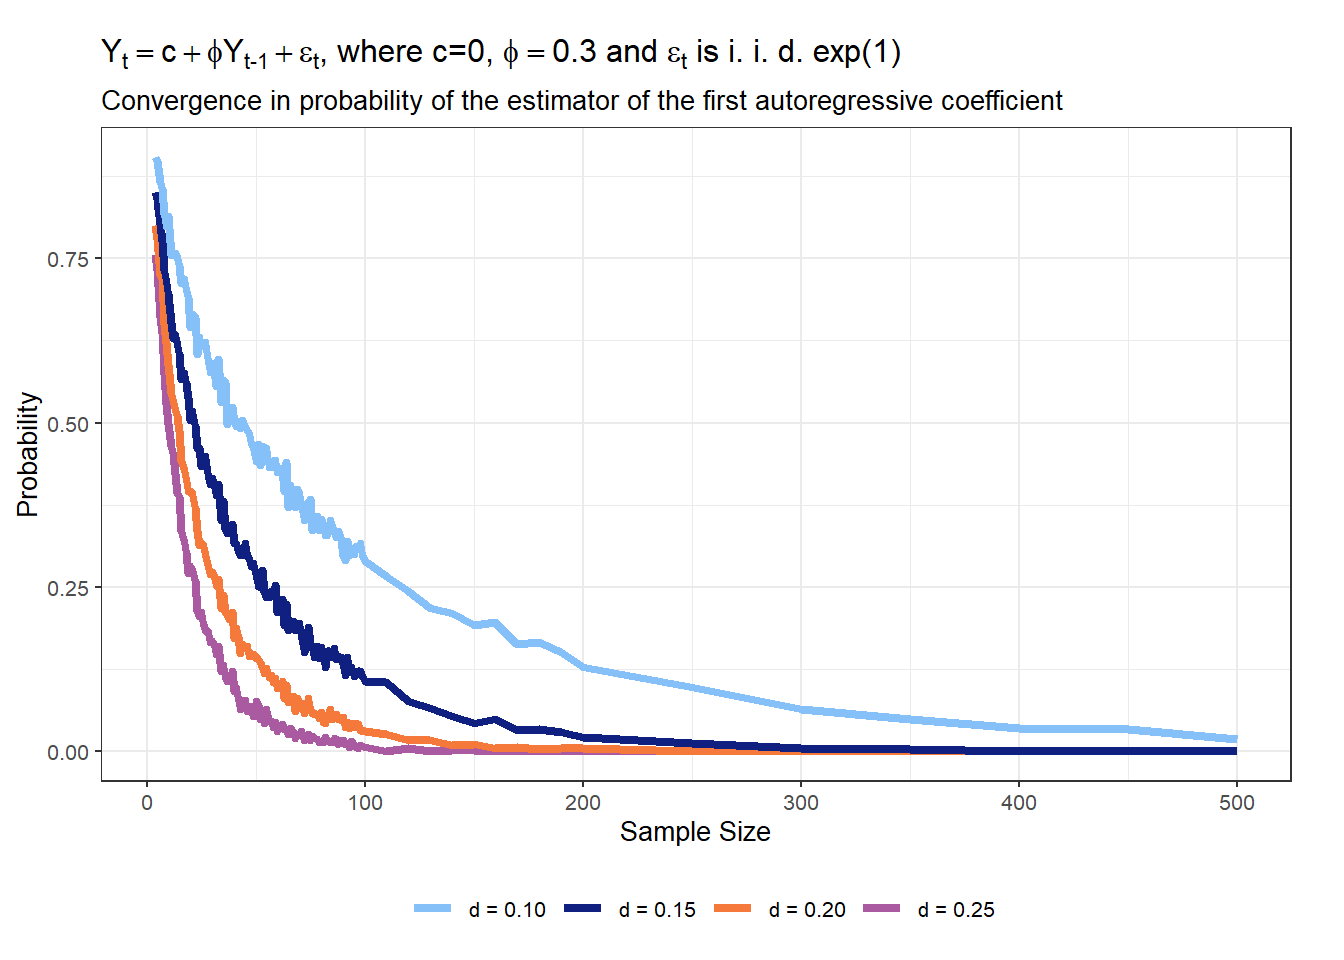 Yₜ = c + ϕYₜ₋₁ + εₜ, where c=0, ϕ = 0.3 and εₜ is i. i. d. exp(1)
Convergence in probability of the estimator of the first autoregressive coefficient
Probability
0.75
0.50
0.25
0.00
0 100 200 300 400 500
Sample Size
d = 0.10 d = 0.15 d = 0.20 d = 0.25